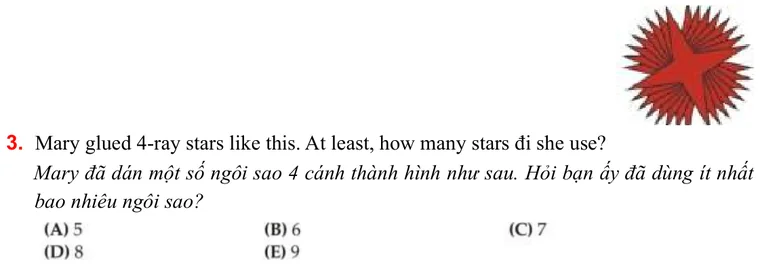 3. Mary glued 4-ray stars like this. At least, how many stars đi she use?
Mary đã dán một số ngôi sao 4 cánh thành hình như sau. Hỏi bạn ấy đã dùng ít nhất
bao nhiêu ngôi sao?
(A) 5 (B) 6 (C) 7
(D) 8 (E) 9